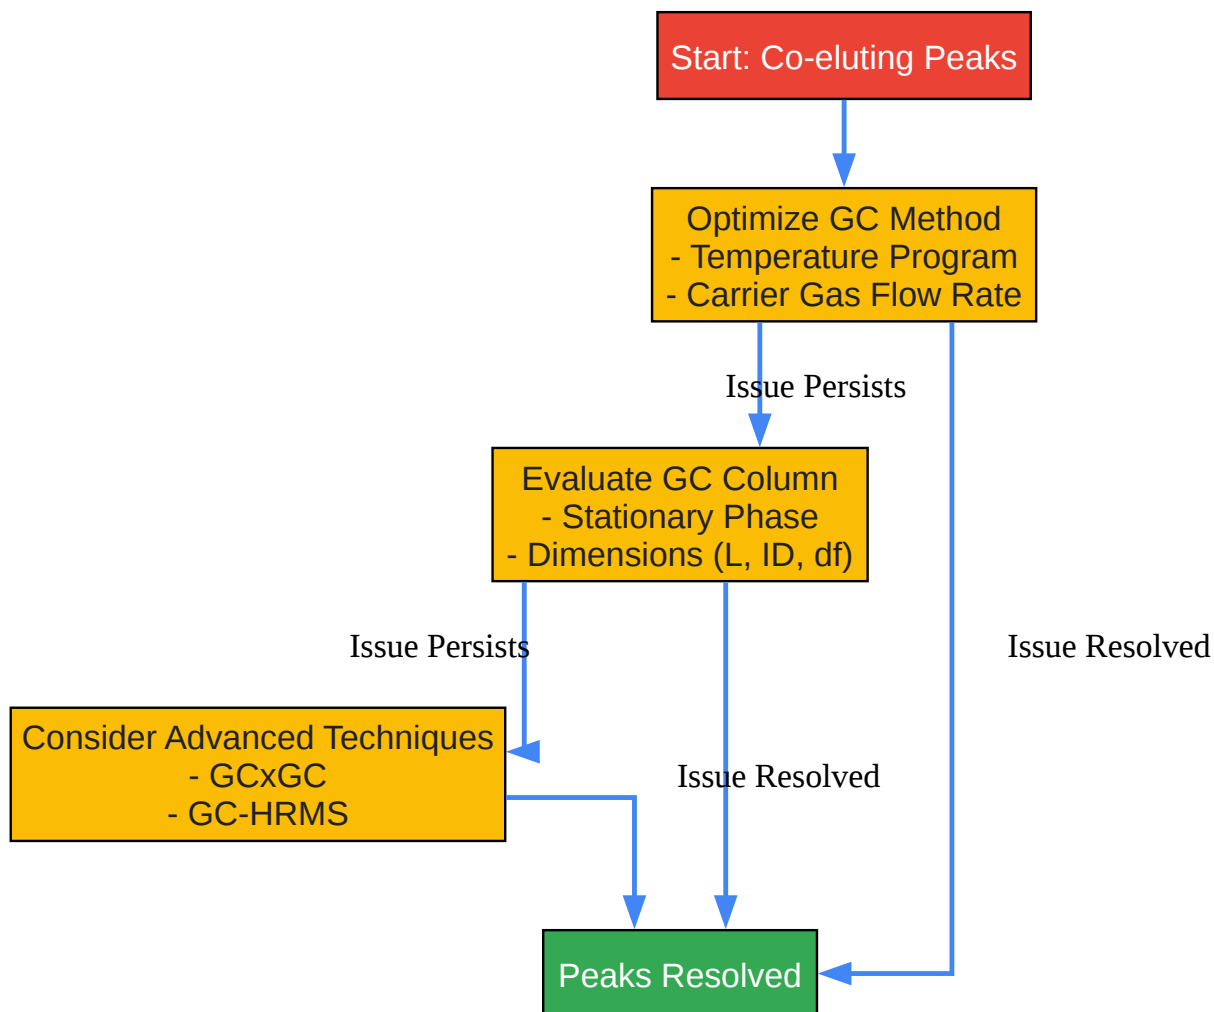 Start: Co-eluting Peaks
Optimize GC Method
- Temperature Program
- Carrier Gas Flow Rate
Issue Persists
Evaluate GC Column
- Stationary Phase
- Dimensions (L, ID, df)
Issue Persists
Issue Resolved
Consider Advanced Techniques
- GCxGC
- GC-HRMS
Issue Resolved
Peaks Resolved